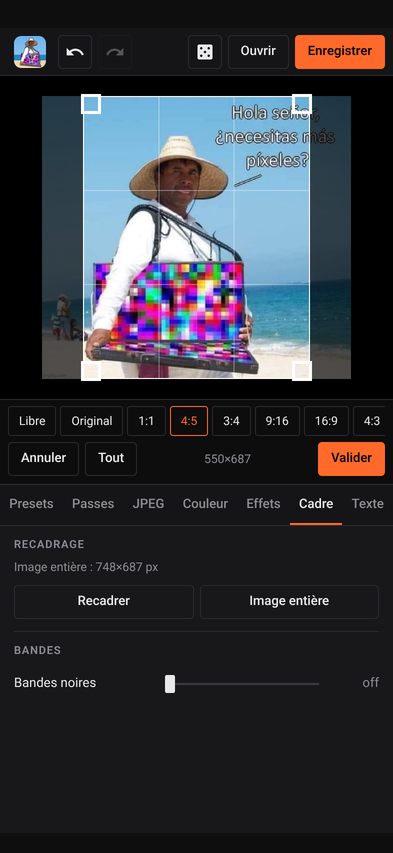 Ouvrir
Enregistrer
Hola señor,
¿necesitas más
píxeles?
Libre
Original
1:1
4:5
3:4
9:16
16:9
4:3
Annuler
Tout
550×687
Valider
Presets
Passes
JPEG
Couleur
Effets
Cadre
Texte
RECADRAGE
Image entière : 748×687 px
Recadrer
Image entière
BANDES
Bandes noires
off